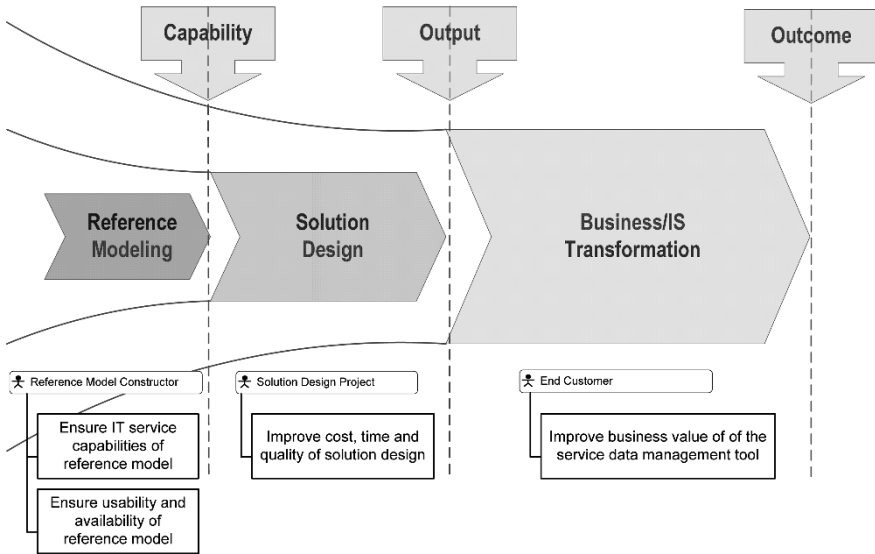 Capability
Output
Outcome
Reference
Modeling
Solution
Design
Business/IS
Transformation
Reference Model Constructor
Ensure IT service
capabilities of
reference model
Ensure usability and
availability of
reference model
Solution Design Project
Improve cost, time and
quality of solution design
End Customer
Improve business value of of the
service data management tool